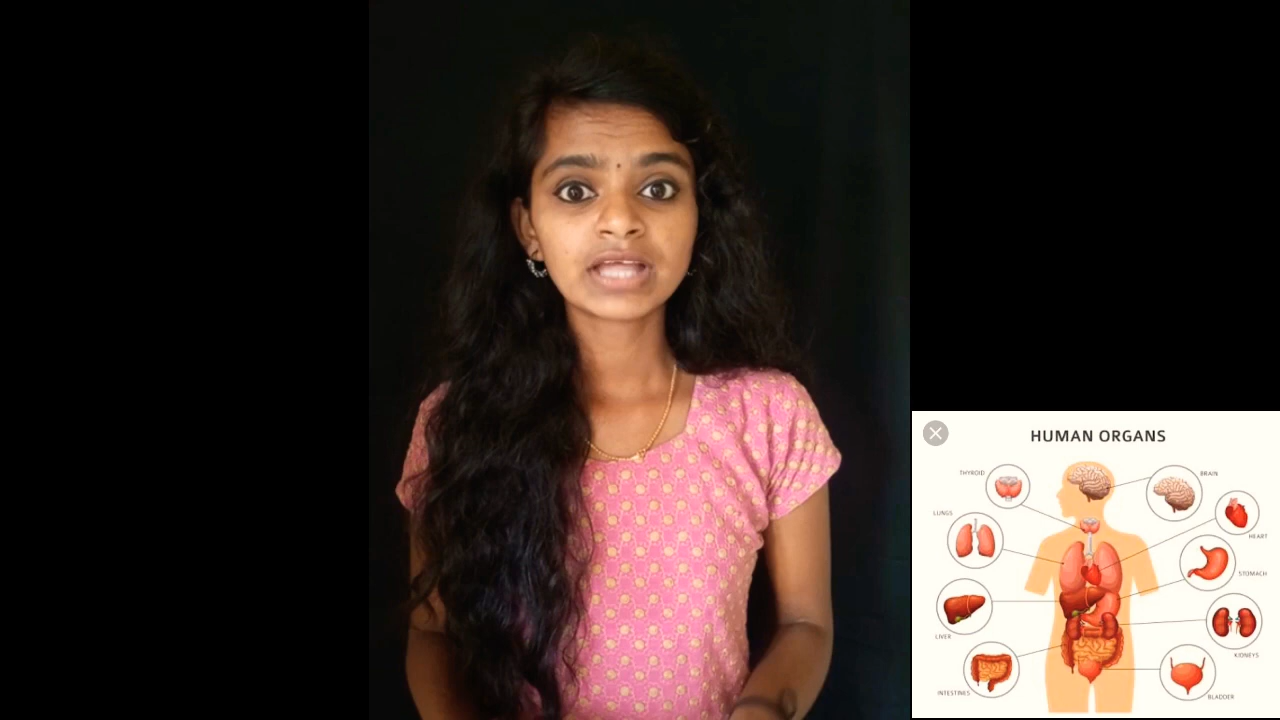 HUMAN ORGANS
THYROID
BRAIN
LUNGS
HEART
STOMACH
LIVER
KIDNEYS
INTESTINES
BLADDER